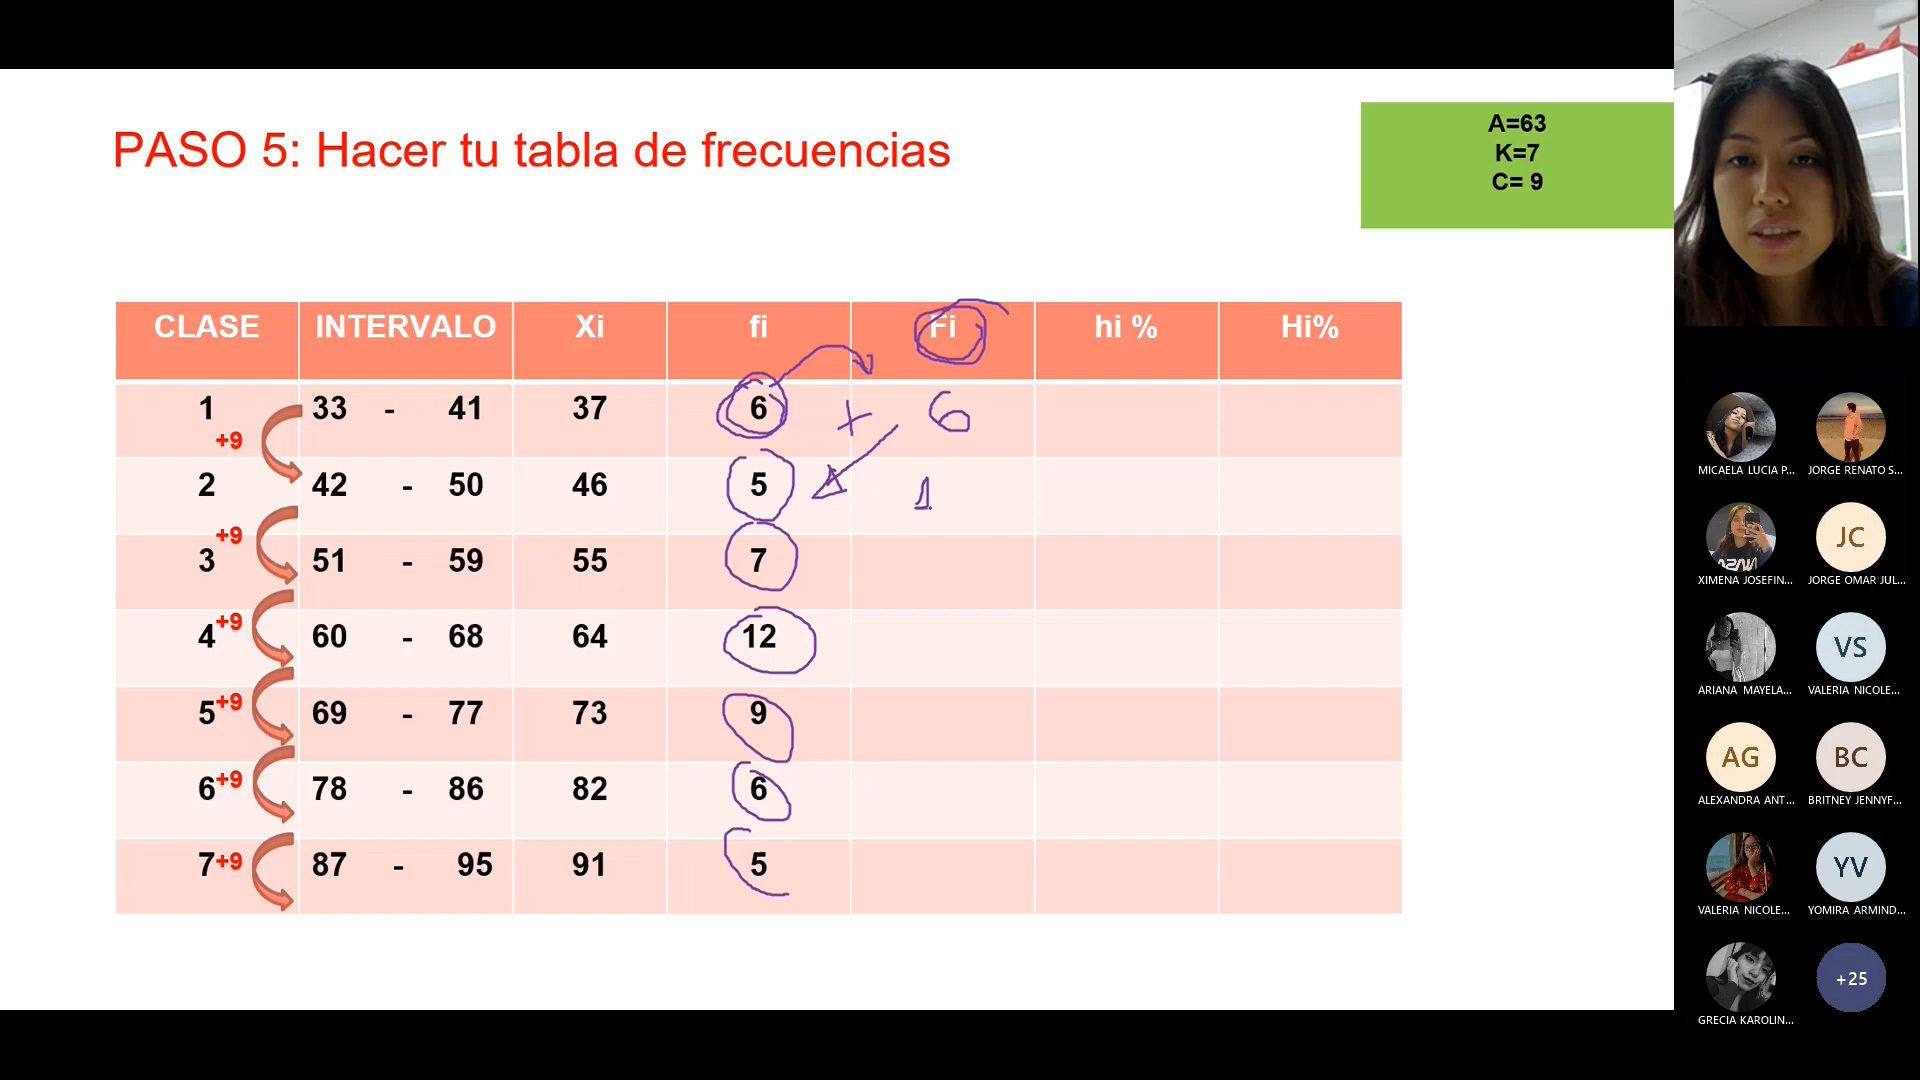 PASO 5: Hacer tu tabla de frecuencias
A=63
K=7
C= 9
CLASE INTERVALO Xi fi Fi hi % Hi%
1 33 - 41 37 6 + 6
+9
2 42 - 50 46 5 1
+9
3 51 - 59 55 7
+9
4 60 - 68 64 12
5 +9 69 - 77 73 9
6 +9 78 - 86 82 6
7 +9 87 - 95 91 5
MICAELA LUCIA P... JORGE RENATO S...
JC
XIMENA JOSEFIN... JORGE OMAR JUL...
VS
ARIANA MAYELA... VALERIA NICOLE...
AG BC
ALEXANDRA ANT... BRITNEY JENNYF...
YV
VALERIA NICOLE... YOMIRA ARMIND...
+25
GRECIA KAROLIN...